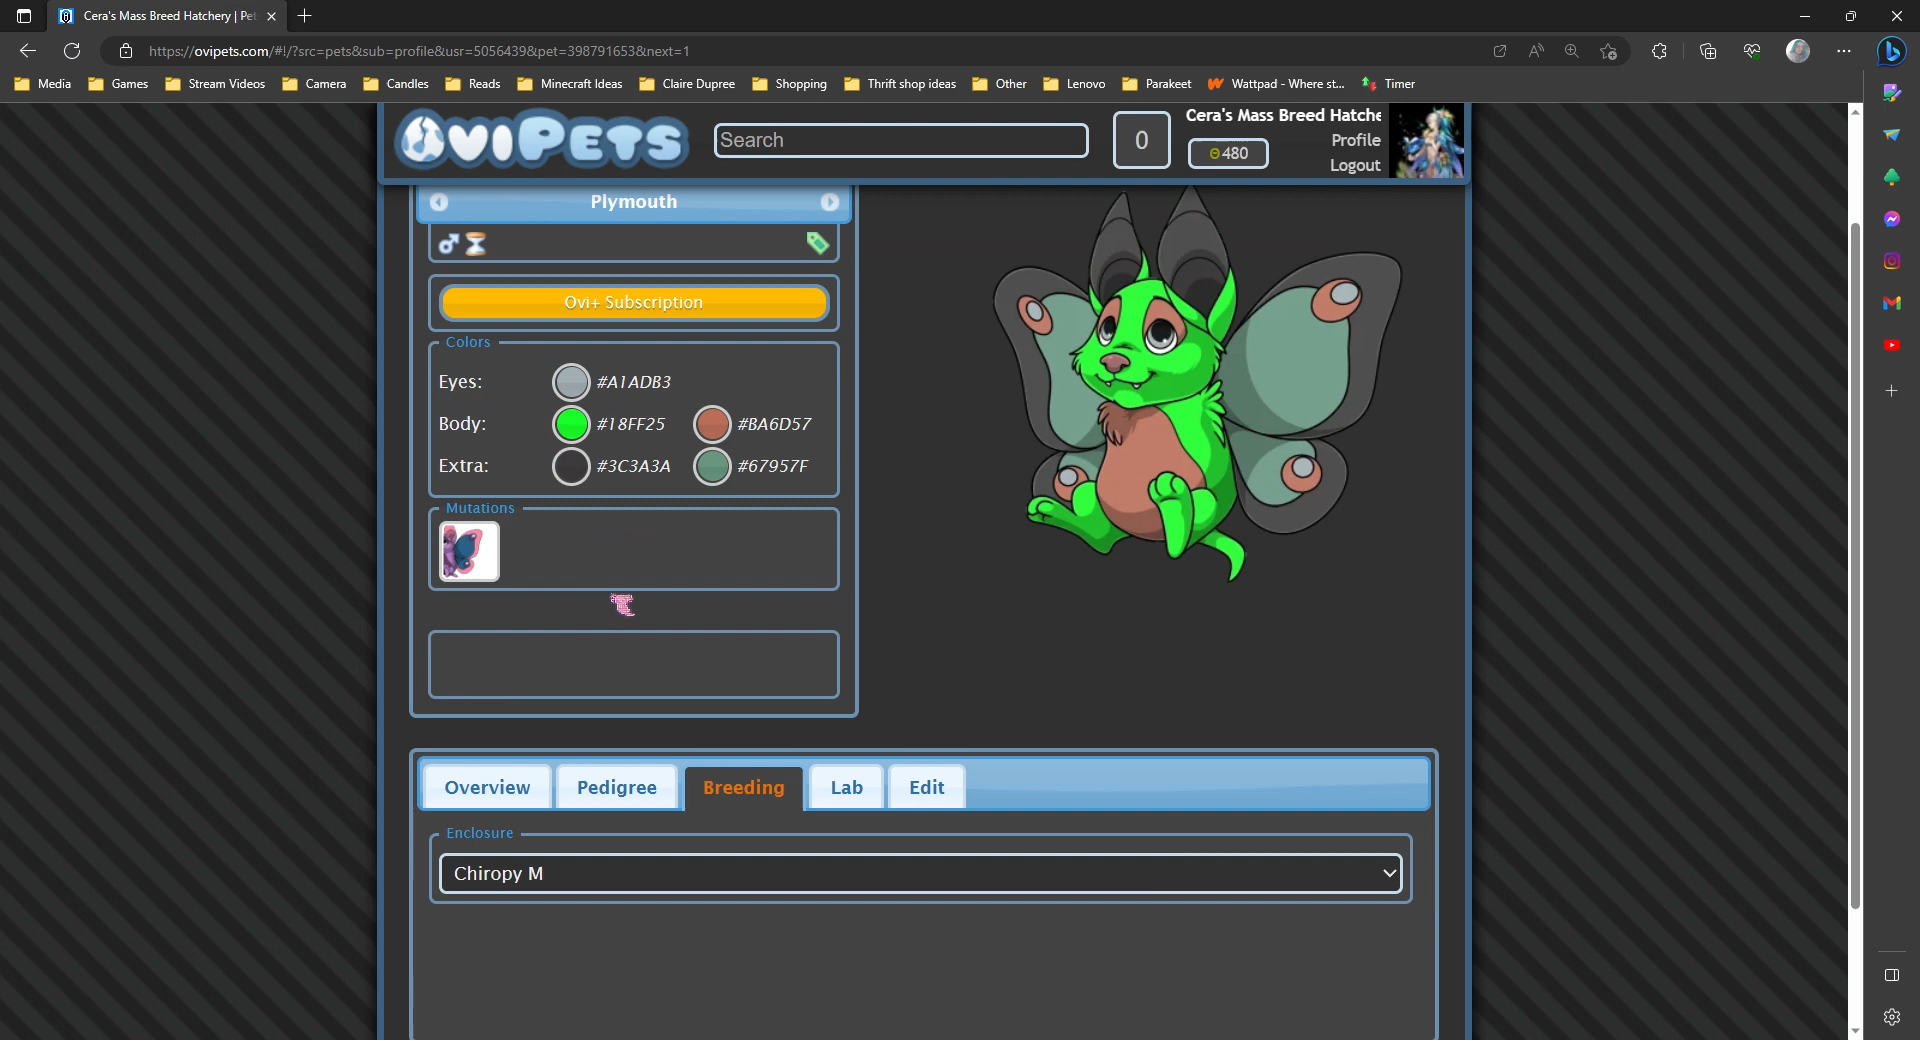 Cera's Mass Breed Hatchery | Pet
https://ovipets.com/#!/?src=pets&sub=profile&usr=5056439&pet=398791653&next=1
Media Games Stream Videos Camera Candles Reads Minecraft Ideas Claire Dupree Shopping Thrift shop ideas Other Lenovo Parakeet Wattpad - Where st... Timer
OviPets
Search
0
Cera's Mass Breed Hatche
480
Profile
Logout
Plymouth
Ovi+ Subscription
Colors
Eyes: #A1ADB3
Body: #18FF25 #BA6D57
Extra: #3C3A3A #67957F
Mutations
Overview Pedigree Breeding Lab Edit
Enclosure
Chiropy M